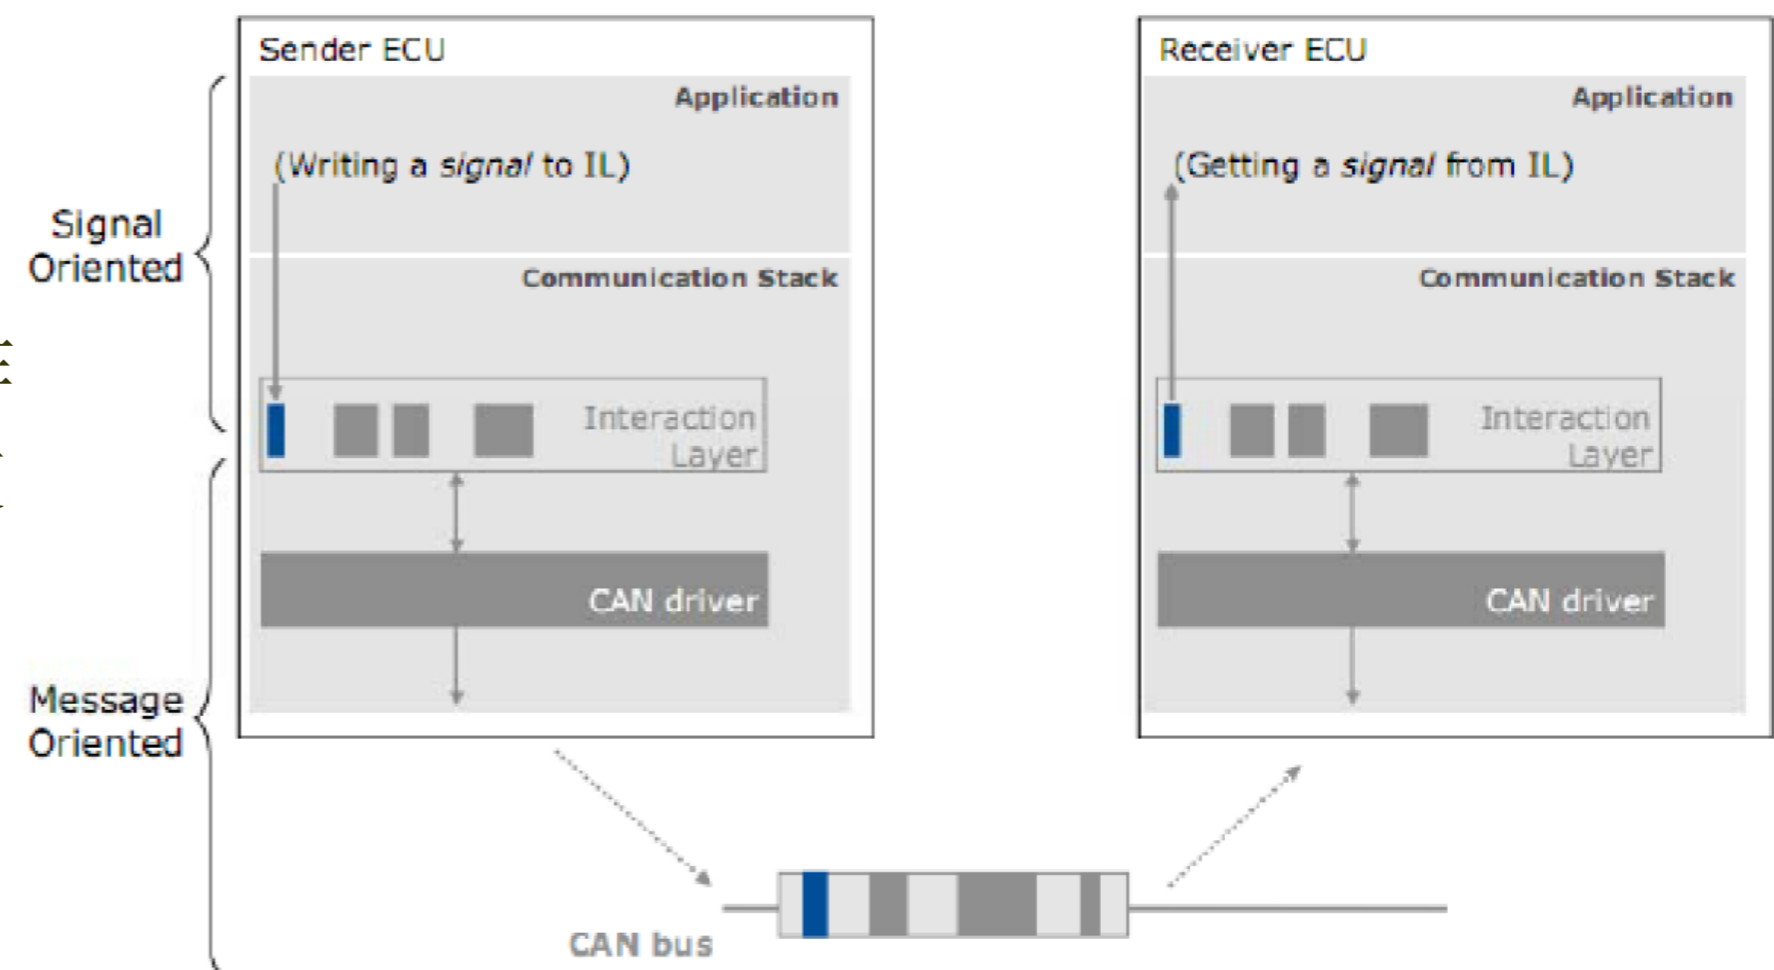 Sender ECU
Application
(Writing a signal to IL)
Communication Stack
Interaction
Layer
CAN driver
Receiver ECU
Application
(Getting a signal from IL)
Communication Stack
Interaction
Layer
CAN driver
Signal
Oriented
Message
Oriented
CAN bus